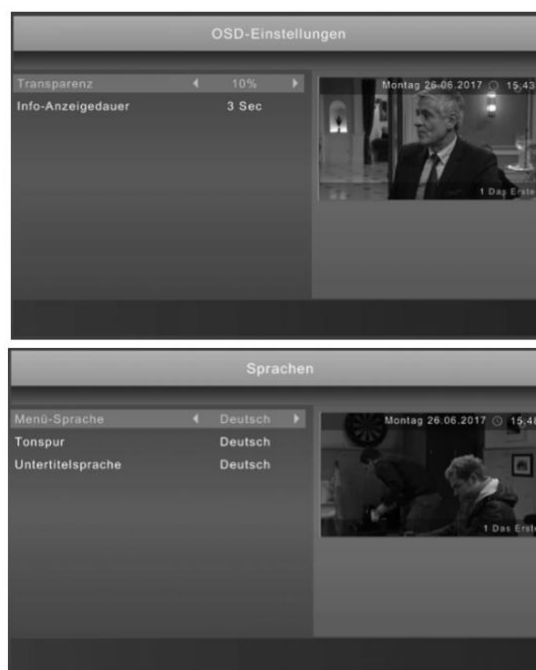 OSD-Einstellungen
Transparenz 10%
Info-Anzeigedauer 3 Sec
Montag 26.06.2017 15:43
1 Das Erste
Sprachen
Menü-Sprache Deutsch
Tonspur Deutsch
Untertitelsprache Deutsch
Montag 26.06.2017 15:48
1 Das Erste